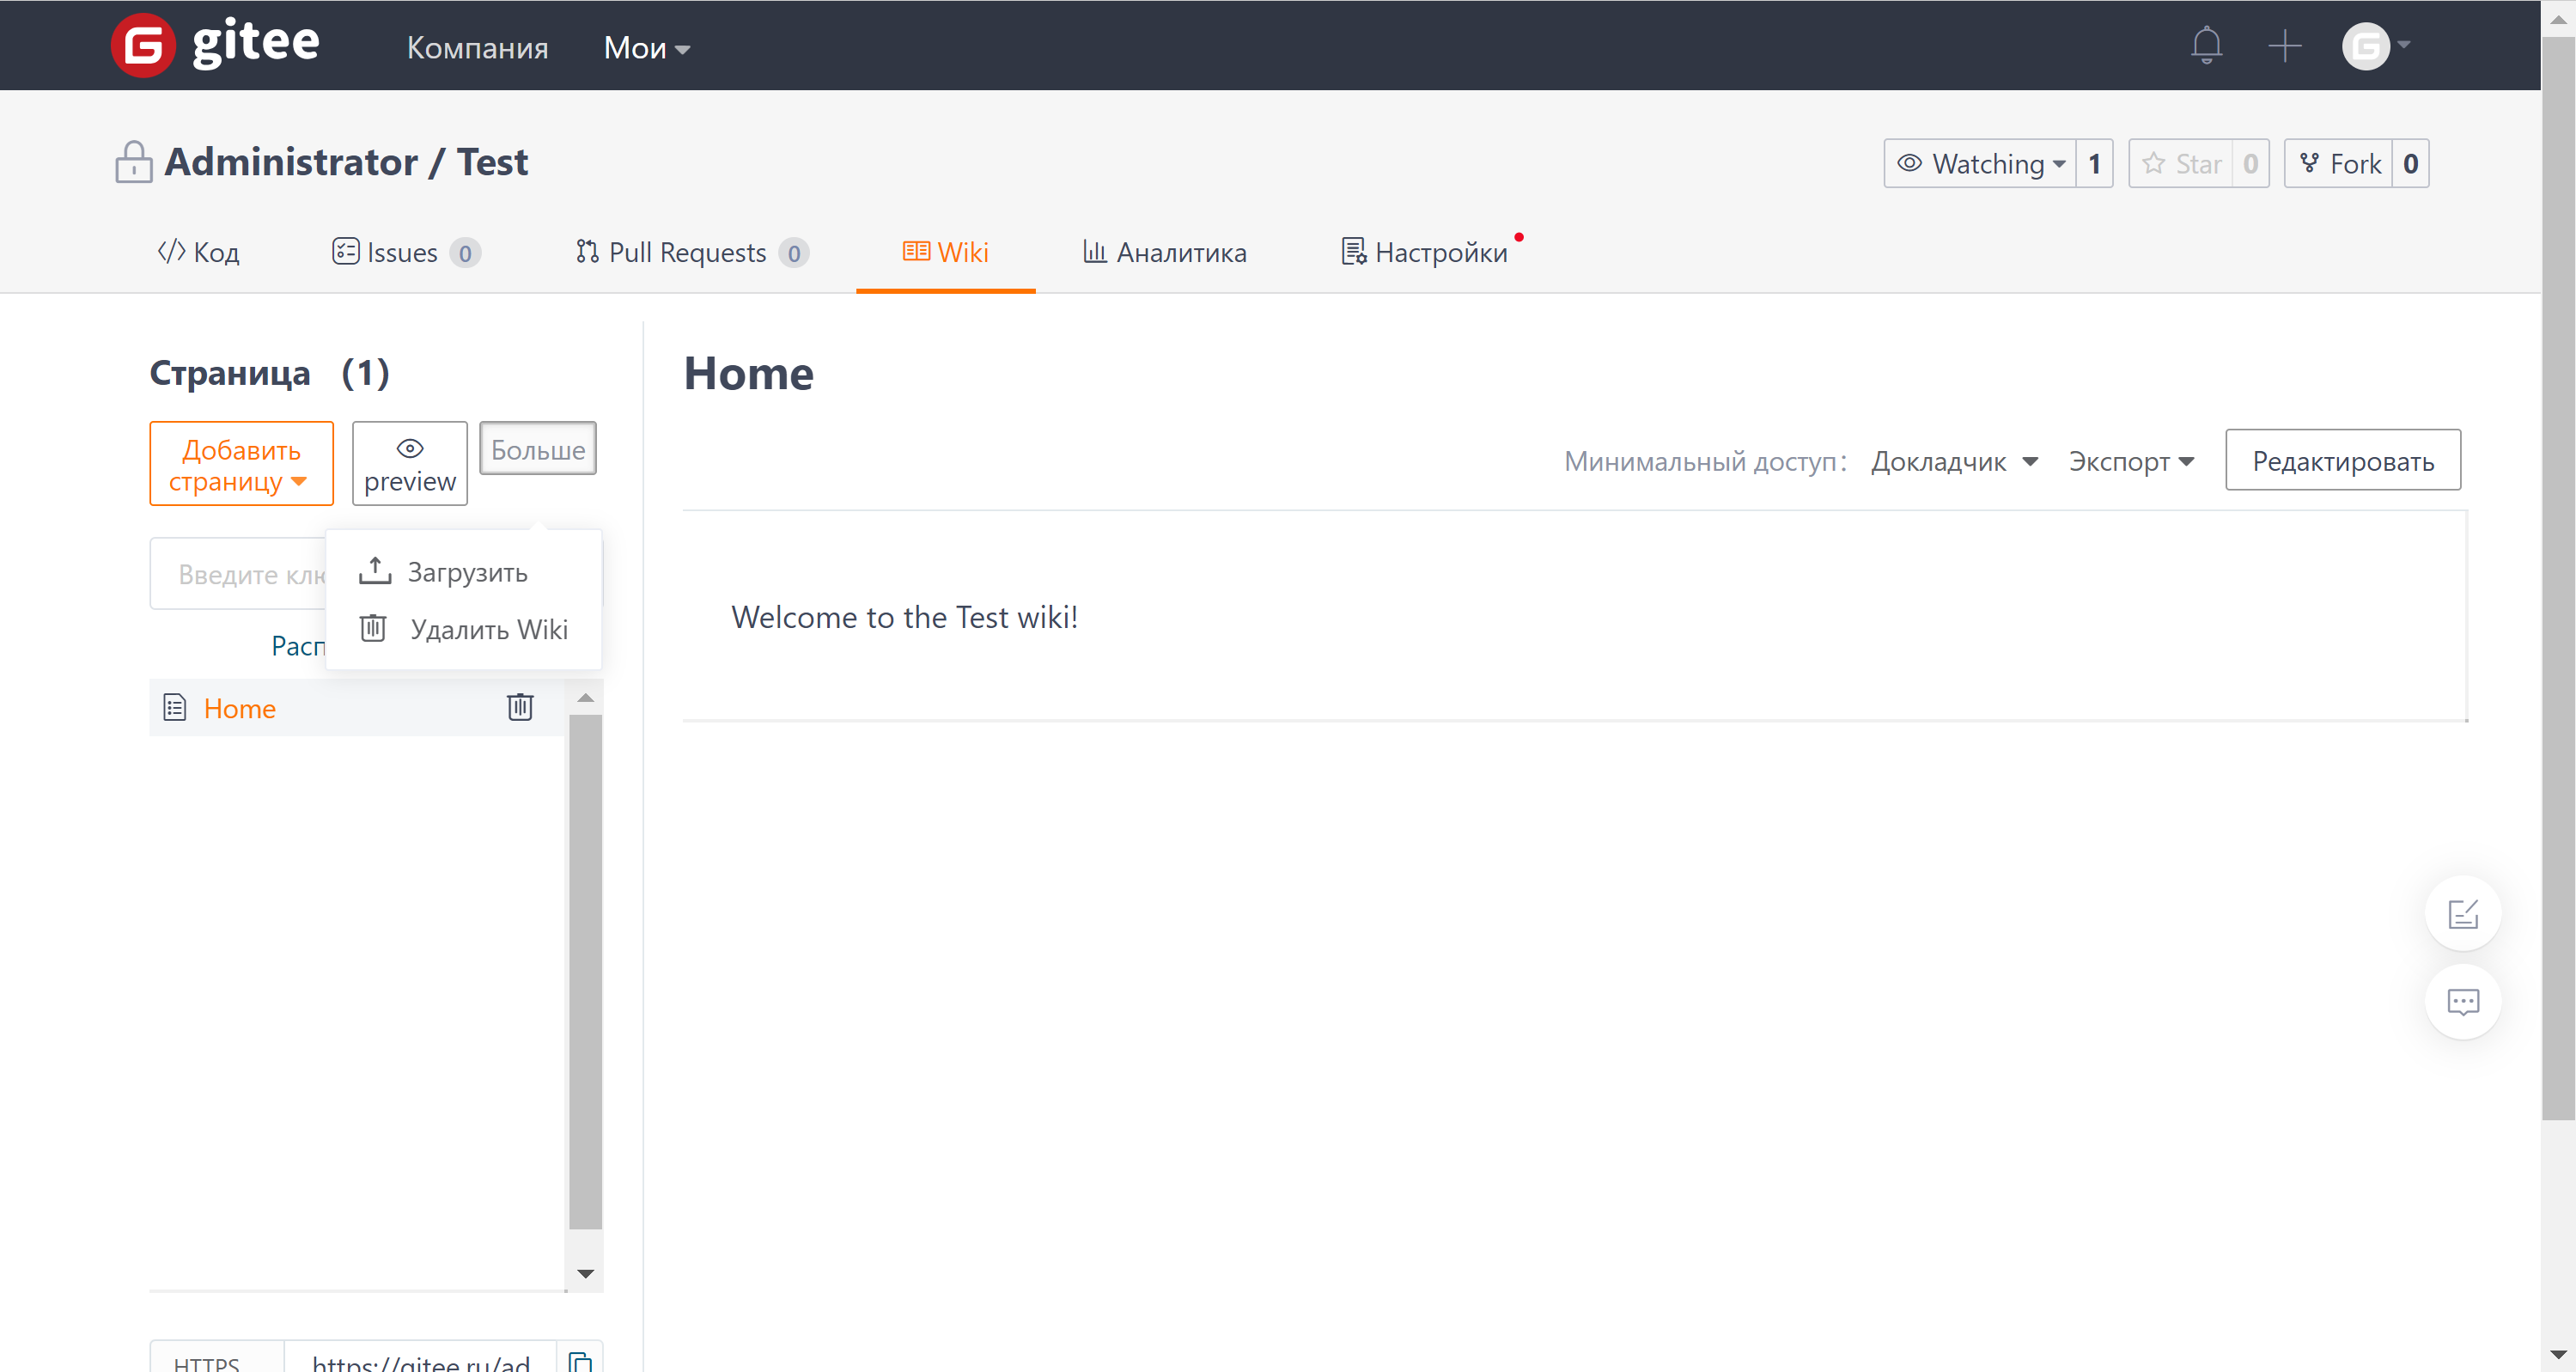 gitee
Компания
Мои
Administrator / Test
Watching 1
Star 0
Fork 0
Код
Issues 0
Pull Requests 0
Wiki
Аналитика
Настройки
Страница (1)
Добавить
страницу
preview
Больше
Введите клю
Загрузить
Удалить Wiki
Расп
Home
HTTPS
https://gitee.ru/ad
Home
Минимальный доступ:
Докладчик
Экспорт
Редактировать
Welcome to the Test wiki!